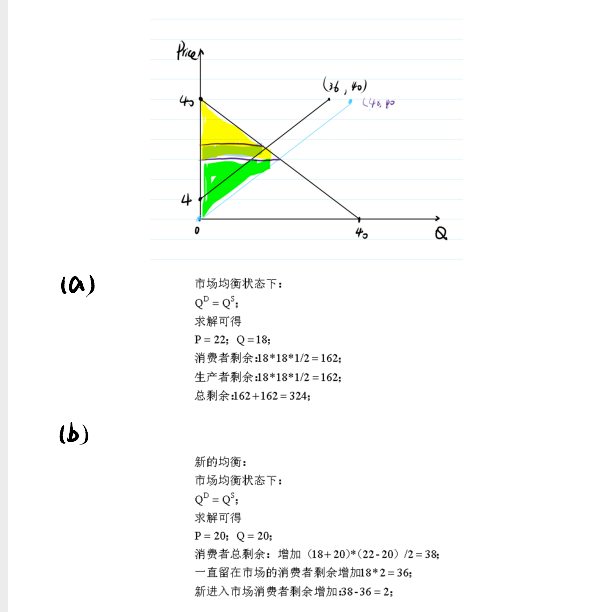 Price
(36, 40)
40
4
0
40
Q
(a)
市场均衡状态下：
Q^D = Q^S；
求解可得
P = 22；Q =18；
消费者剩余:18*18*1/2 = 162；
生产者剩余:18*18*1/2 = 162；
总剩余:162 + 162 = 324；
(b)
新的均衡：
市场均衡状态下：
Q^D = Q^S；
求解可得
P = 20；Q = 20；
消费者总剩余：增加（18+ 20)*(22 - 20）/2 = 38；
一直留在市场的消费者剩余增加18* 2 = 36；
新进入市场消费者剩余增加:38 - 36 = 2；